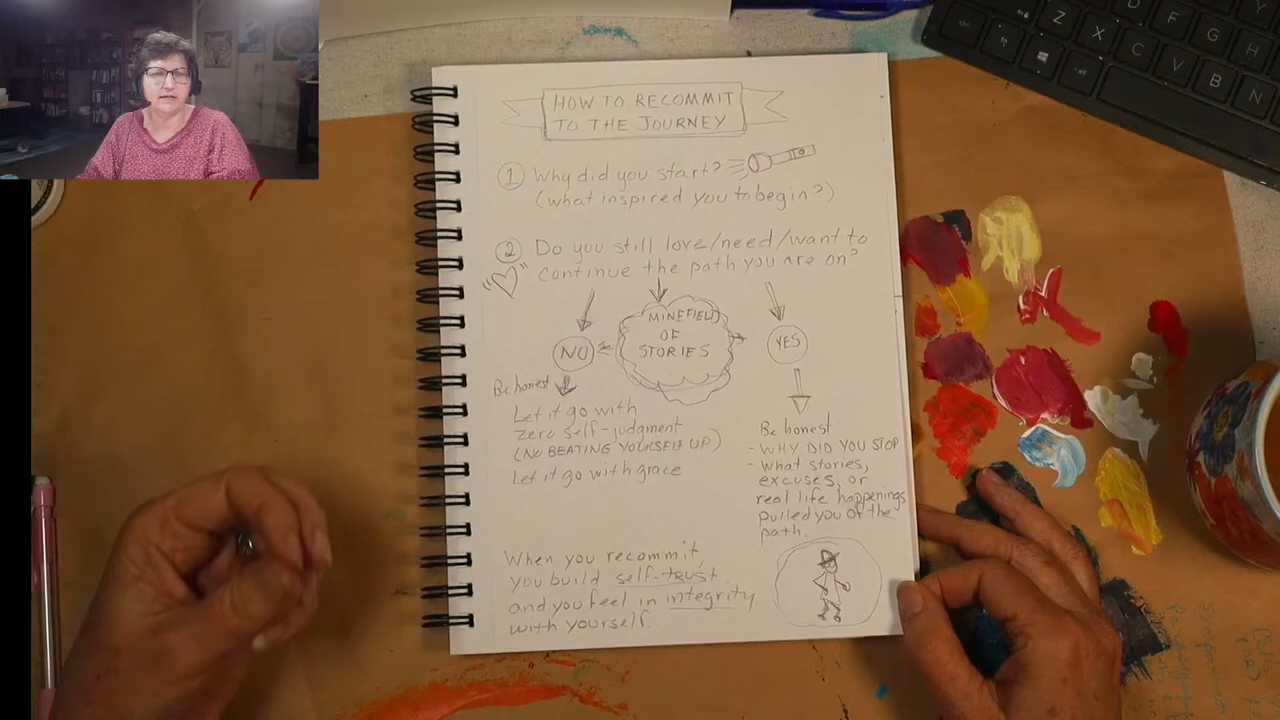 HOW TO RECOMMIT
TO THE JOURNEY
1 Why did you start?
(what inspired you to begin?)
2 Do you still love/need/want to
continue the path you are on?
MINEFIELD
OF
STORIES
NO
YES
Be honest
Let it go with
zero self-judgment
(NO BEATING YOURSELF UP)
Let it go with grace
Be honest:
- WHY DID YOU STOP
- What stories,
excuses, or
real life happenings
pulled you of the
path.
When you recommit,
you build self-trust
and you feel in integrity
with yourself.
Ctrl
Z
X
C
V
B
N
D
F
G
H
Y